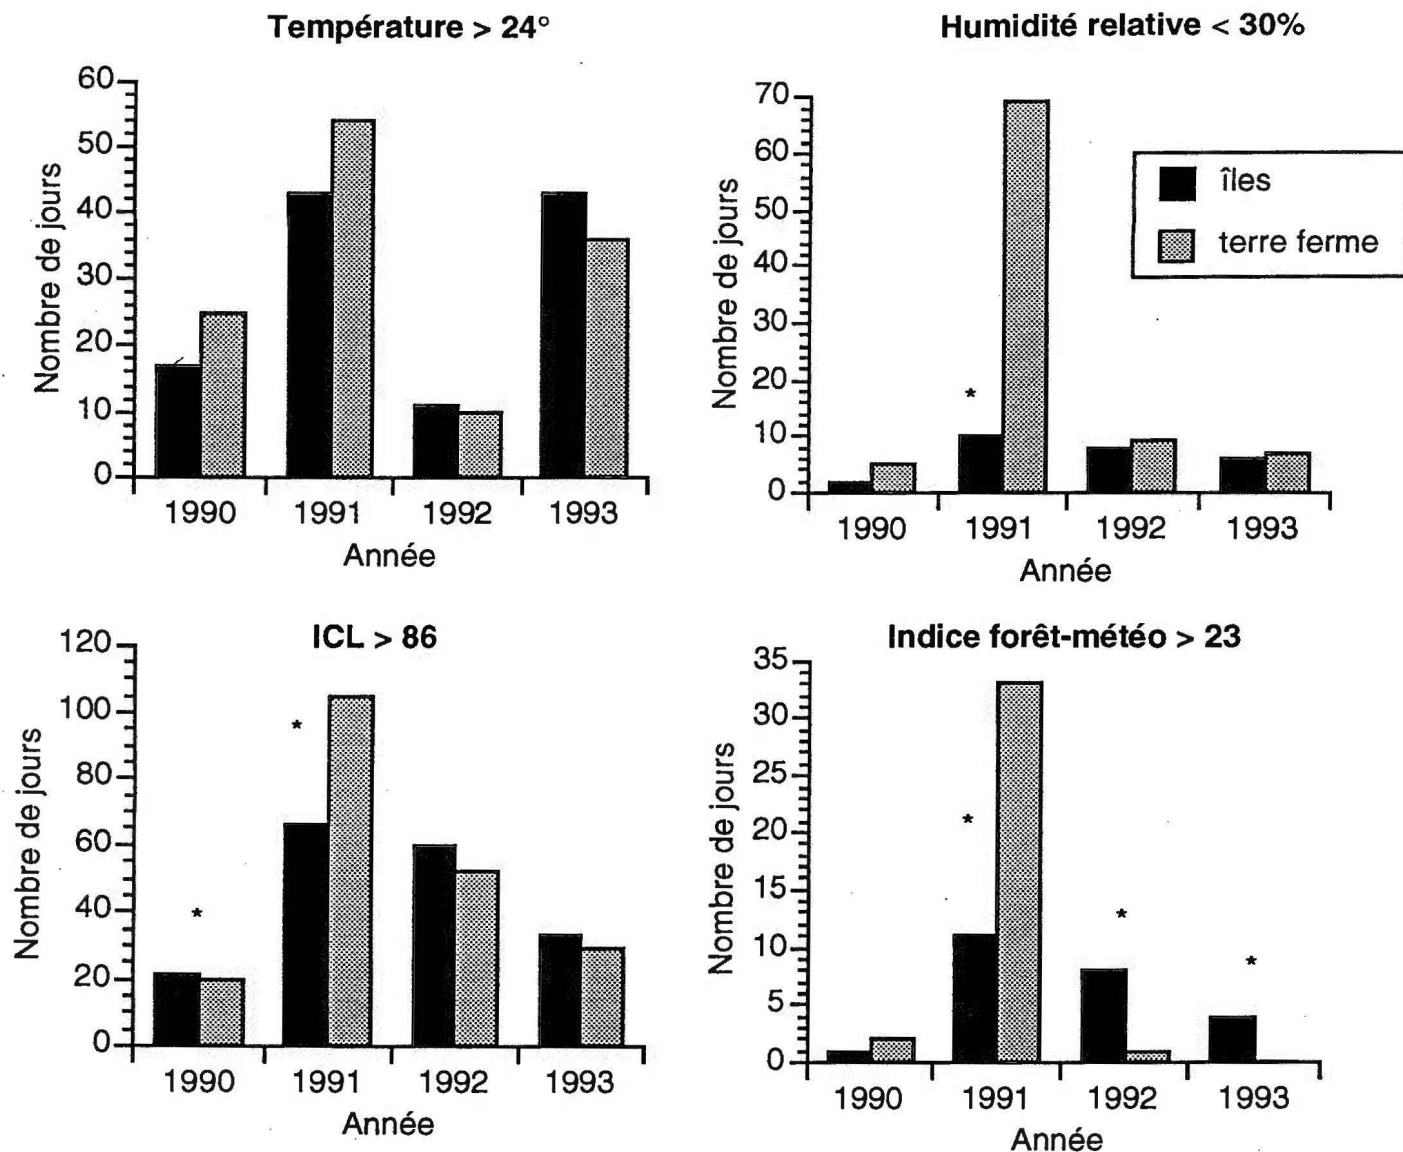 Température > 24°
60
50
40
30
20
10
0
Nombre de jours
1990 1991 1992 1993
Année
Humidité relative < 30%
70
60
50
40
30
20
10
0
Nombre de jours
*
1990 1991 1992 1993
Année
îles
terre ferme
ICL > 86
120
100
80
60
40
20
0
Nombre de jours
*
*
1990 1991 1992 1993
Année
Indice forêt-météo > 23
35
30
25
20
15
10
5
0
Nombre de jours
*
*
*
1990 1991 1992 1993
Année